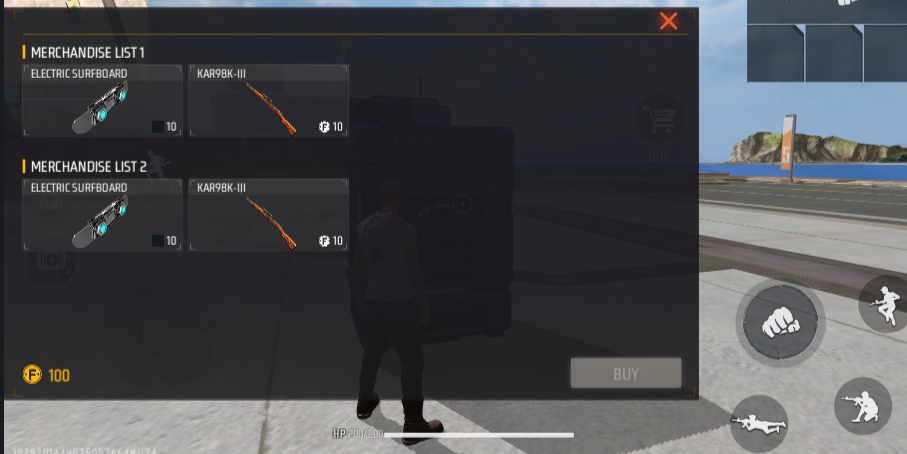 MERCHANDISE LIST 1
ELECTRIC SURFBOARD
KAR98K-III
10
F 10
MERCHANDISE LIST 2
ELECTRIC SURFBOARD
KAR98K-III
10
F 10
BUY
5
F 100
BUY
HP 200/200